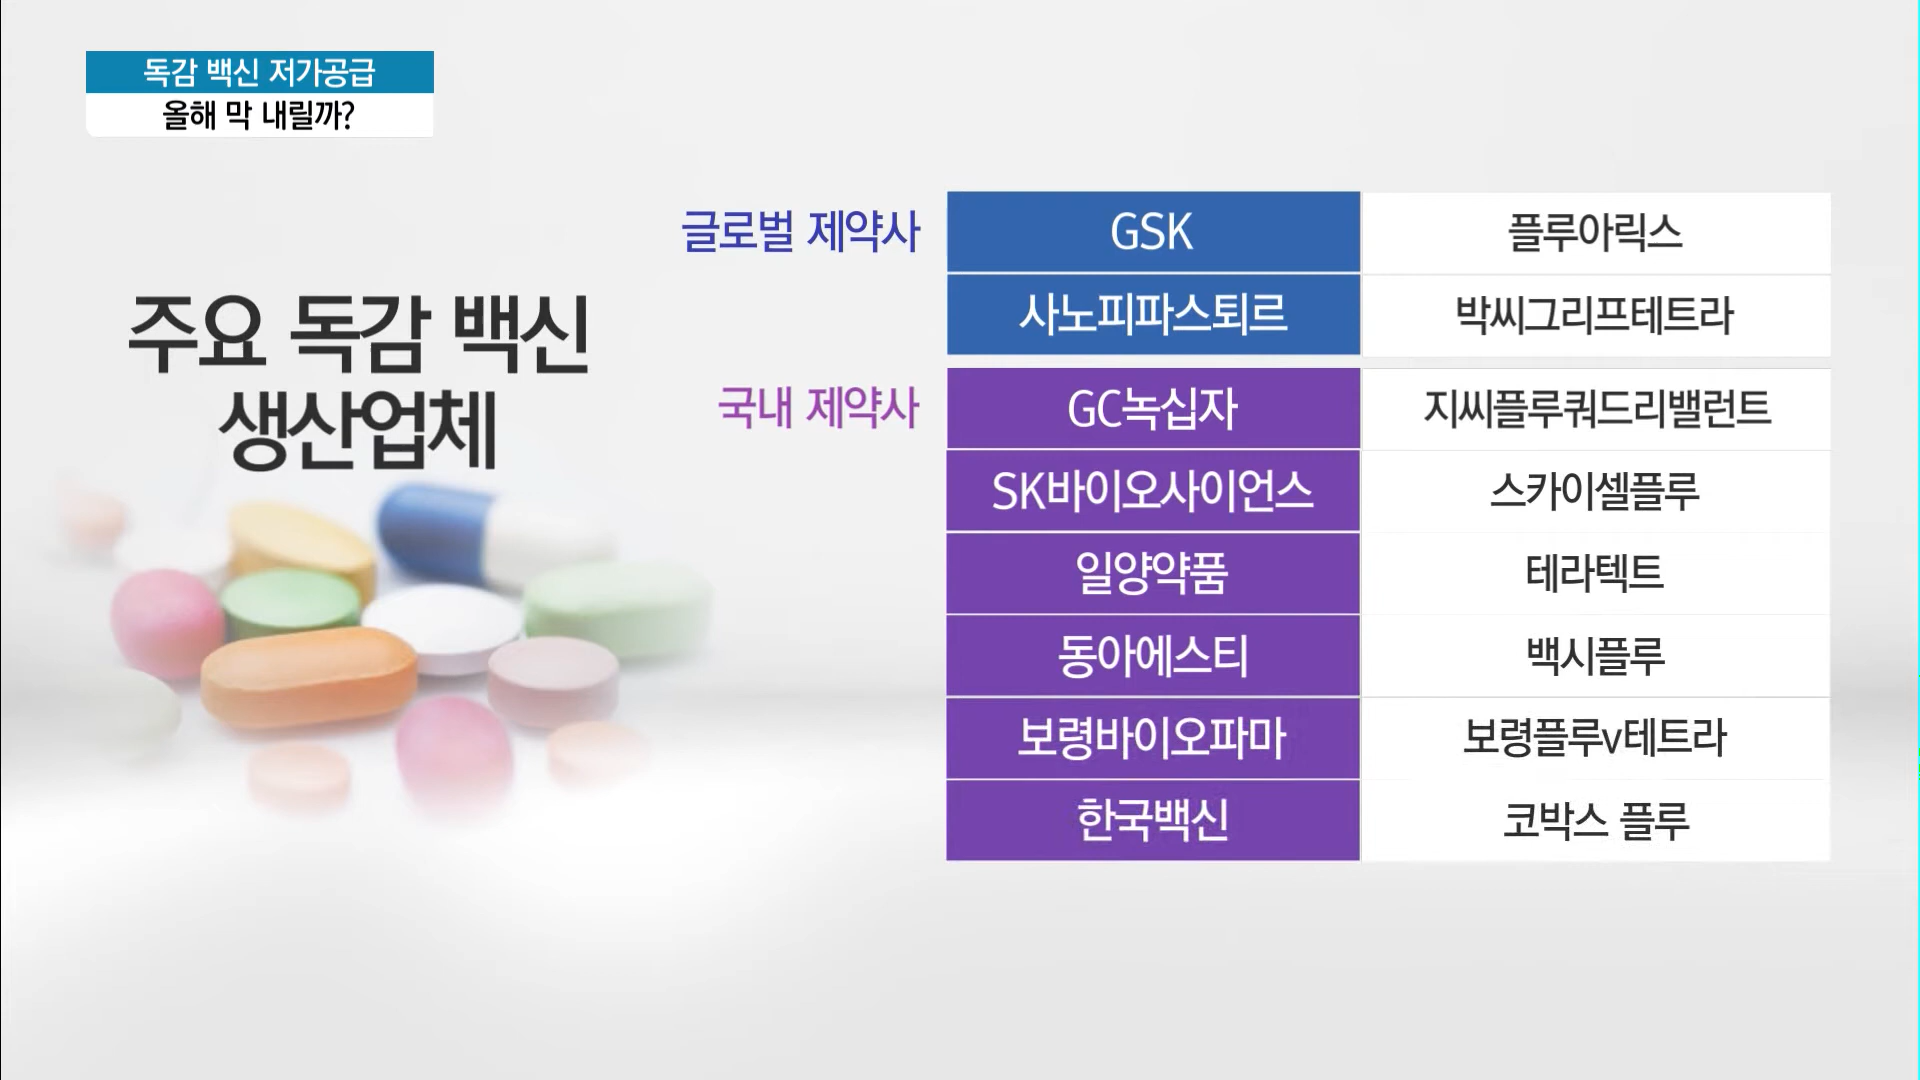 독감 백신 저가공급
올해 막 내릴까?
주요 독감 백신
생산업체
글로벌 제약사 GSK 플루아릭스
사노피파스퇴르 박씨그리프테트라
국내 제약사 GC녹십자 지씨플루쿼드리밸런트
SK바이오사이언스 스카이셀플루
일양약품 테라텍트
동아에스티 백시플루
보령바이오파마 보령플루v테트라
한국백신 코박스 플루